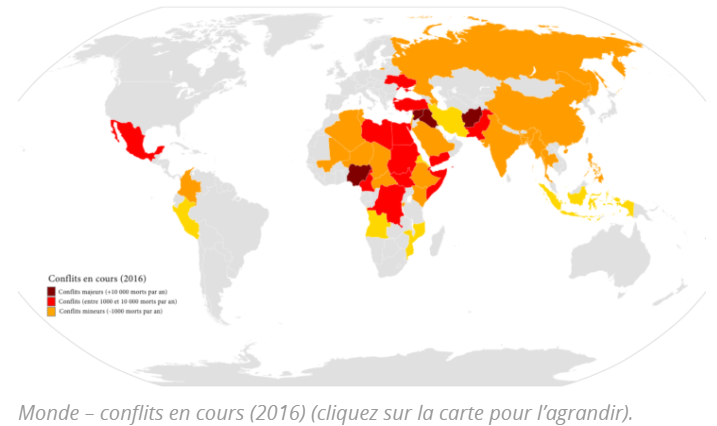 Conflits en cours (2016)
Conflits majeurs (+10 000 morts par an)
Conflits (entre 1000 et 10 000 morts par an)
Conflits mineurs (-1000 morts par an)
Monde – conflits en cours (2016) (cliquez sur la carte pour l’agrandir).